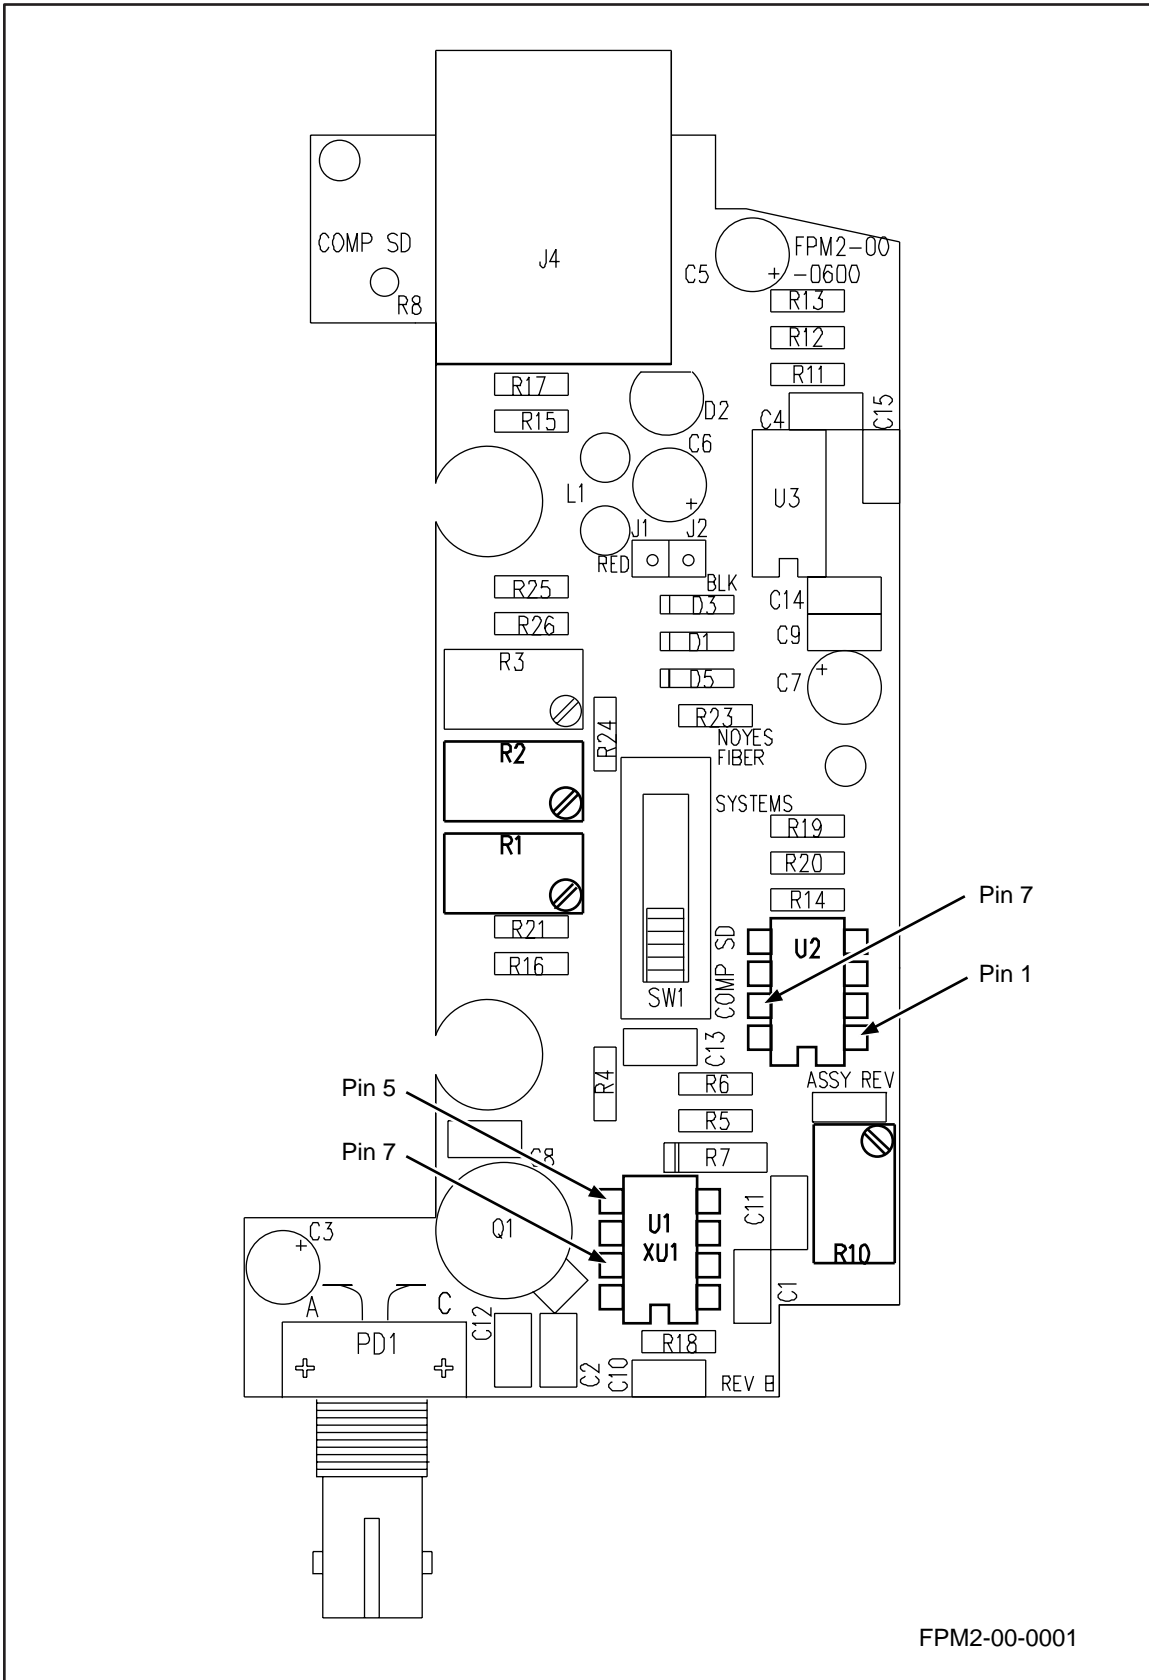 COMP SD
R8
J4
C5
FPM2-00
-0600
R13
R12
R11
R17
R15
D2
C4
C15
C6
L1
U3
J1
J2
RED
BLK
R25
D3
C14
R26
D1
C9
R3
D5
C7
R24
R23
NOYES
FIBER
R2
SYSTEMS
R1
R19
R20
R14
Pin 7
R21
COMP SD
U2
R16
SW1
Pin 1
C13
R4
R6
ASSY REV
Pin 5
R5
Pin 7
C8
R7
C3
Q1
U1
XU1
C11
R10
A
C
C12
C1
PD1
R18
C2
C10
REV B
FPM2-00-0001